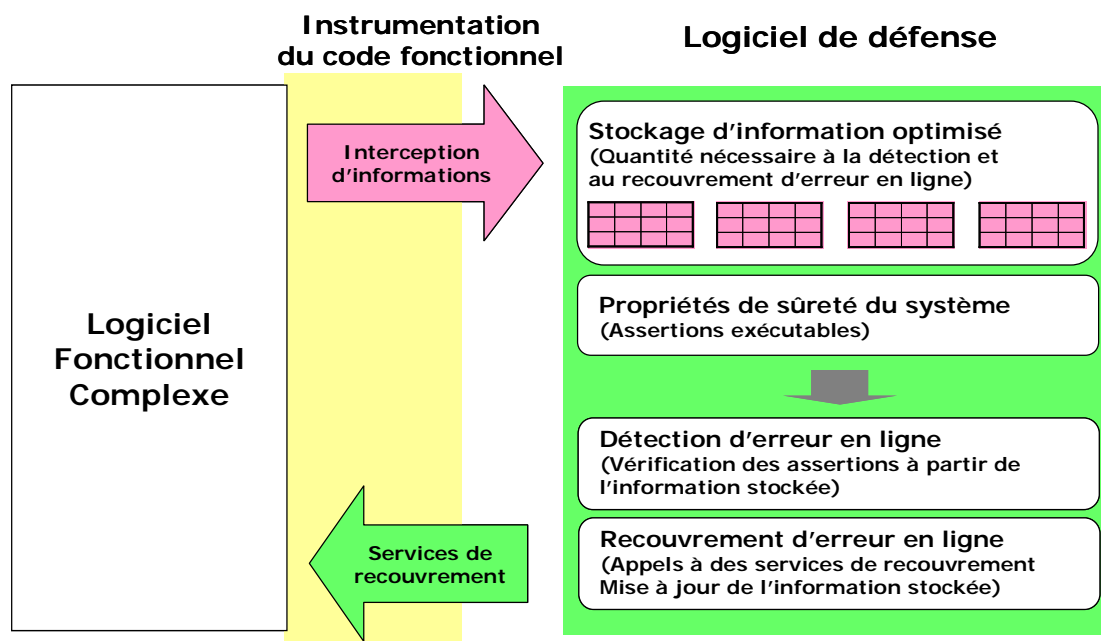 Instrumentation
du code fonctionnel
Logiciel de défense
Logiciel
Fonctionnel
Complexe
Interception
d'informations
Services de
recouvrement
Stockage d'information optimisé
(Quantité nécessaire à la détection et
au recouvrement d'erreur en ligne)
Propriétés de sûreté du système
(Assertions exécutables)
Détection d'erreur en ligne
(Vérification des assertions à partir de
l'information stockée)
Recouvrement d'erreur en ligne
(Appels à des services de recouvrement
Mise à jour de l'information stockée)